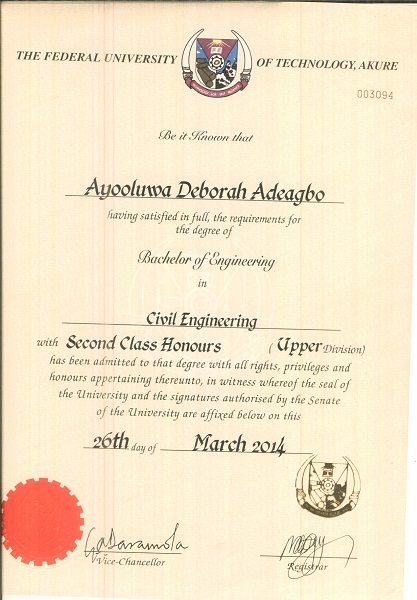 THE FEDERAL UNIVERSITY OF TECHNOLOGY, AKURE
003094
Be it Known that
Ayooluwa Deborah Adeagbo
having satisfied in full, the requirements for
the degree of
Bachelor of Engineering
in
Civil Engineering
with Second Class Honours ( Upper Division)
has been admitted to that degree with all rights, privileges and
honours appertaining thereunto, in witness whereof the seal of
the University and the signatures authorised by the Senate
of the University are affixed below on this
26th day of March 2014
Vice-Chancellor
Registrar